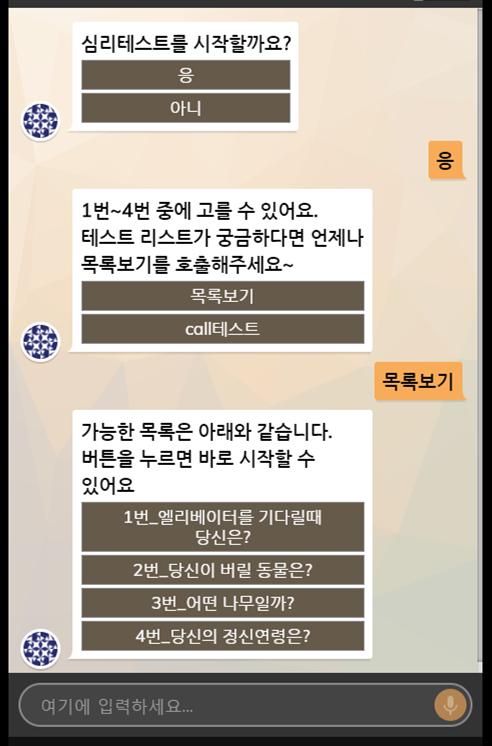 심리테스트를 시작할까요?
응
아니
응
1번~4번 중에 고를 수 있어요.
테스트 리스트가 궁금하다면 언제나
목록보기를 호출해주세요~
목록보기
call테스트
목록보기
가능한 목록은 아래와 같습니다.
버튼을 누르면 바로 시작할 수
있어요
1번_엘리베이터를 기다릴때
당신은?
2번_당신이 버릴 동물은?
3번_어떤 나무일까?
4번_당신의 정신연령은?
여기에 입력하세요...